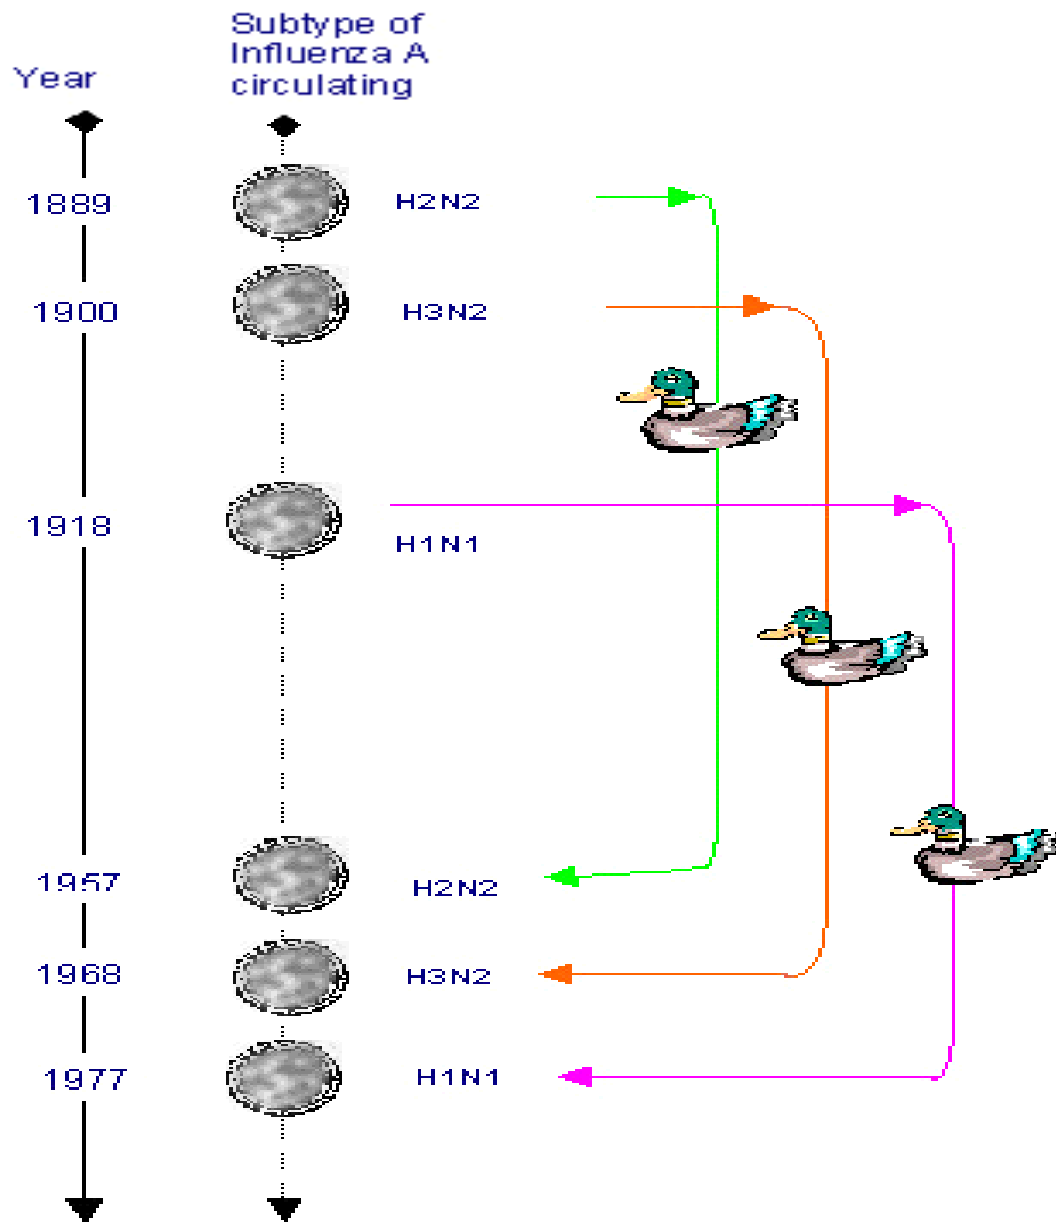 Subtype of
Influenza A
circulating
Year
1889 H2N2
1900 H3N2
1918 H1N1
1957 H2N2
1968 H3N2
1977 H1N1